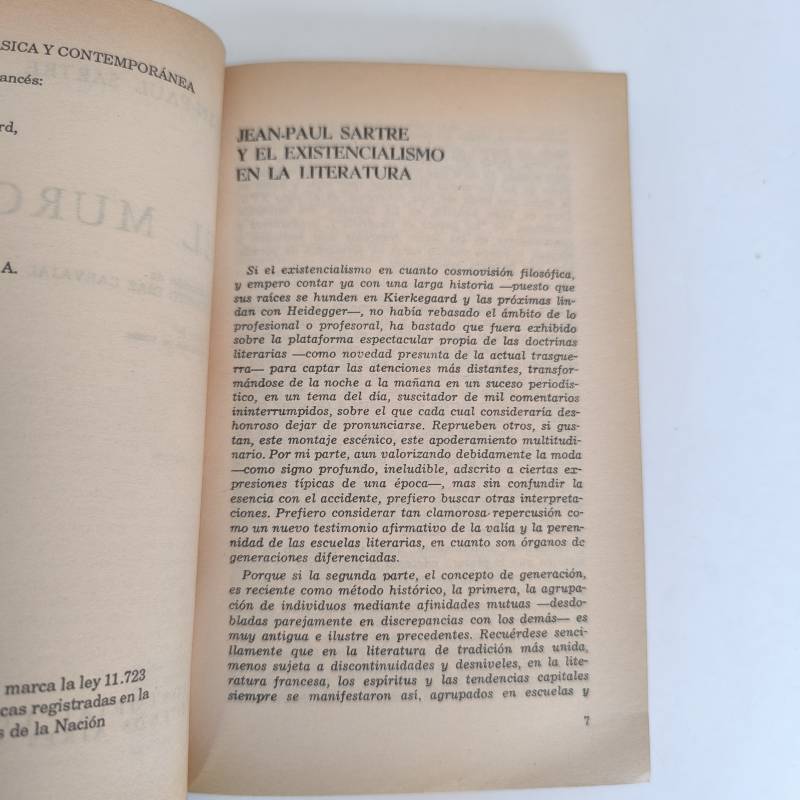 SICA Y CONTEMPORÁNEA
ancés:
rd,
A.
marca la ley 11.723
cas registradas en la
s de la Nación
JEAN-PAUL SARTRE
Y EL EXISTENCIALISMO
EN LA LITERATURA
Si el existencialismo en cuanto cosmovisión filosófica,
y empero contar ya con una larga historia —puesto que
sus raíces se hunden en Kierkegaard y las próximas lin-
dan con Heidegger—, no había rebasado el ámbito de lo
profesional o profesoral, ha bastado que fuera exhibido
sobre la plataforma espectacular propia de las doctrinas
literarias —como novedad presunta de la actual trasgue-
rra— para captar las atenciones más distantes, transfor-
mándose de la noche a la mañana en un suceso periodís-
tico, en un tema del día, suscitador de mil comentarios
ininterrumpidos, sobre el que cada cual consideraría des-
honroso dejar de pronunciarse. Reprueben otros, si gus-
tan, este montaje escénico, este apoderamiento multitudi-
nario. Por mi parte, aun valorizando debidamente la moda
—como signo profundo, ineludible, adscrito a ciertas ex-
presiones típicas de una época—, mas sin confundir la
esencia con el accidente, prefiero buscar otras interpreta-
ciones. Prefiero considerar tan clamorosa repercusión co-
mo un nuevo testimonio afirmativo de la valía y la peren-
nidad de las escuelas literarias, en cuanto son órganos de
generaciones diferenciadas.
Porque si la segunda parte, el concepto de generación,
es reciente como método histórico, la primera, la agrupa-
ción de individuos mediante afinidades mutuas —desdo-
bladas parejamente en discrepancias con los demás— es
muy antigua e ilustre en precedentes. Recuérdese senci-
llamente que en la literatura de tradición más unida,
menos sujeta a discontinuidades y desniveles, en la lite-
ratura francesa, los espíritus y las tendencias capitales
siempre se manifestaron así, agrupados en escuelas y
7